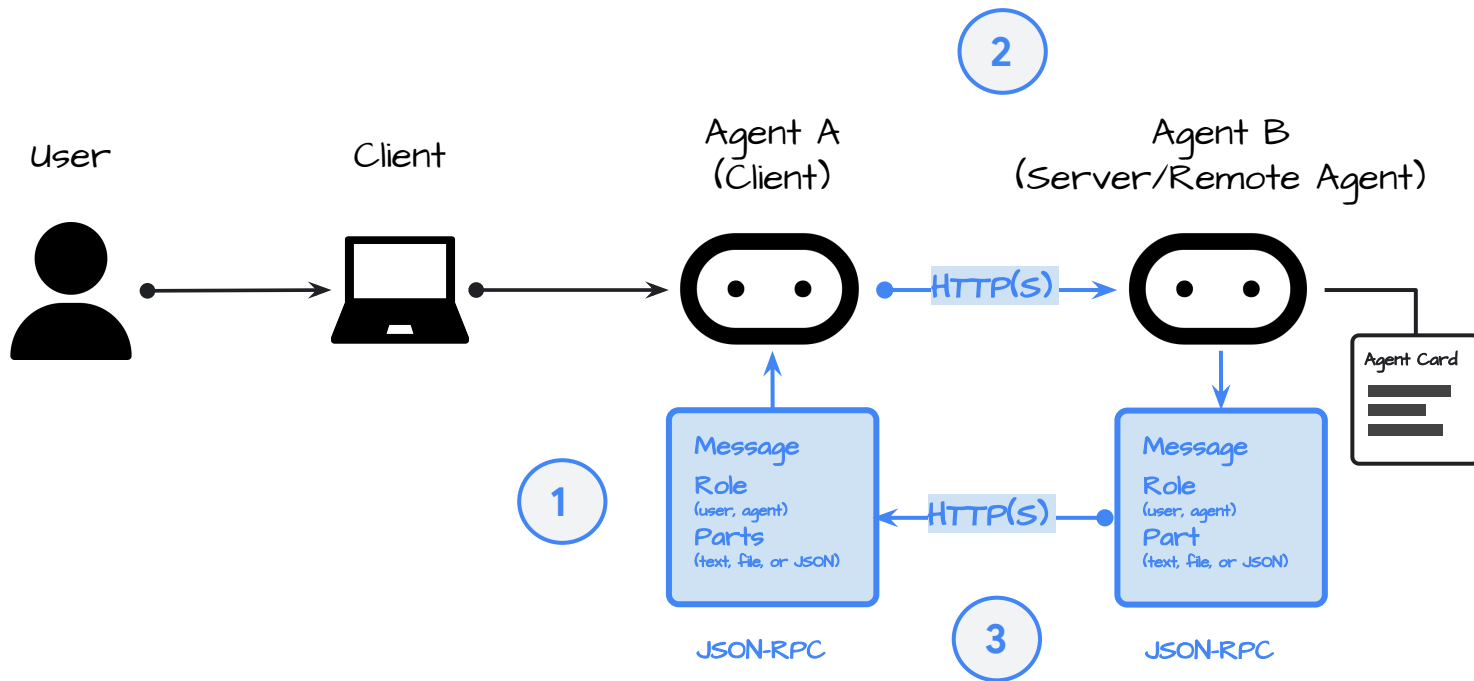 2
User
Client
Agent A
(Client)
Agent B
(Server/Remote Agent)
HTTP(S)
Agent Card
1
Message
Role
(user, agent)
Parts
(text, file, or JSON)
JSON-RPC
HTTP(S)
3
Message
Role
(user, agent)
Part
(text, file, or JSON)
JSON-RPC